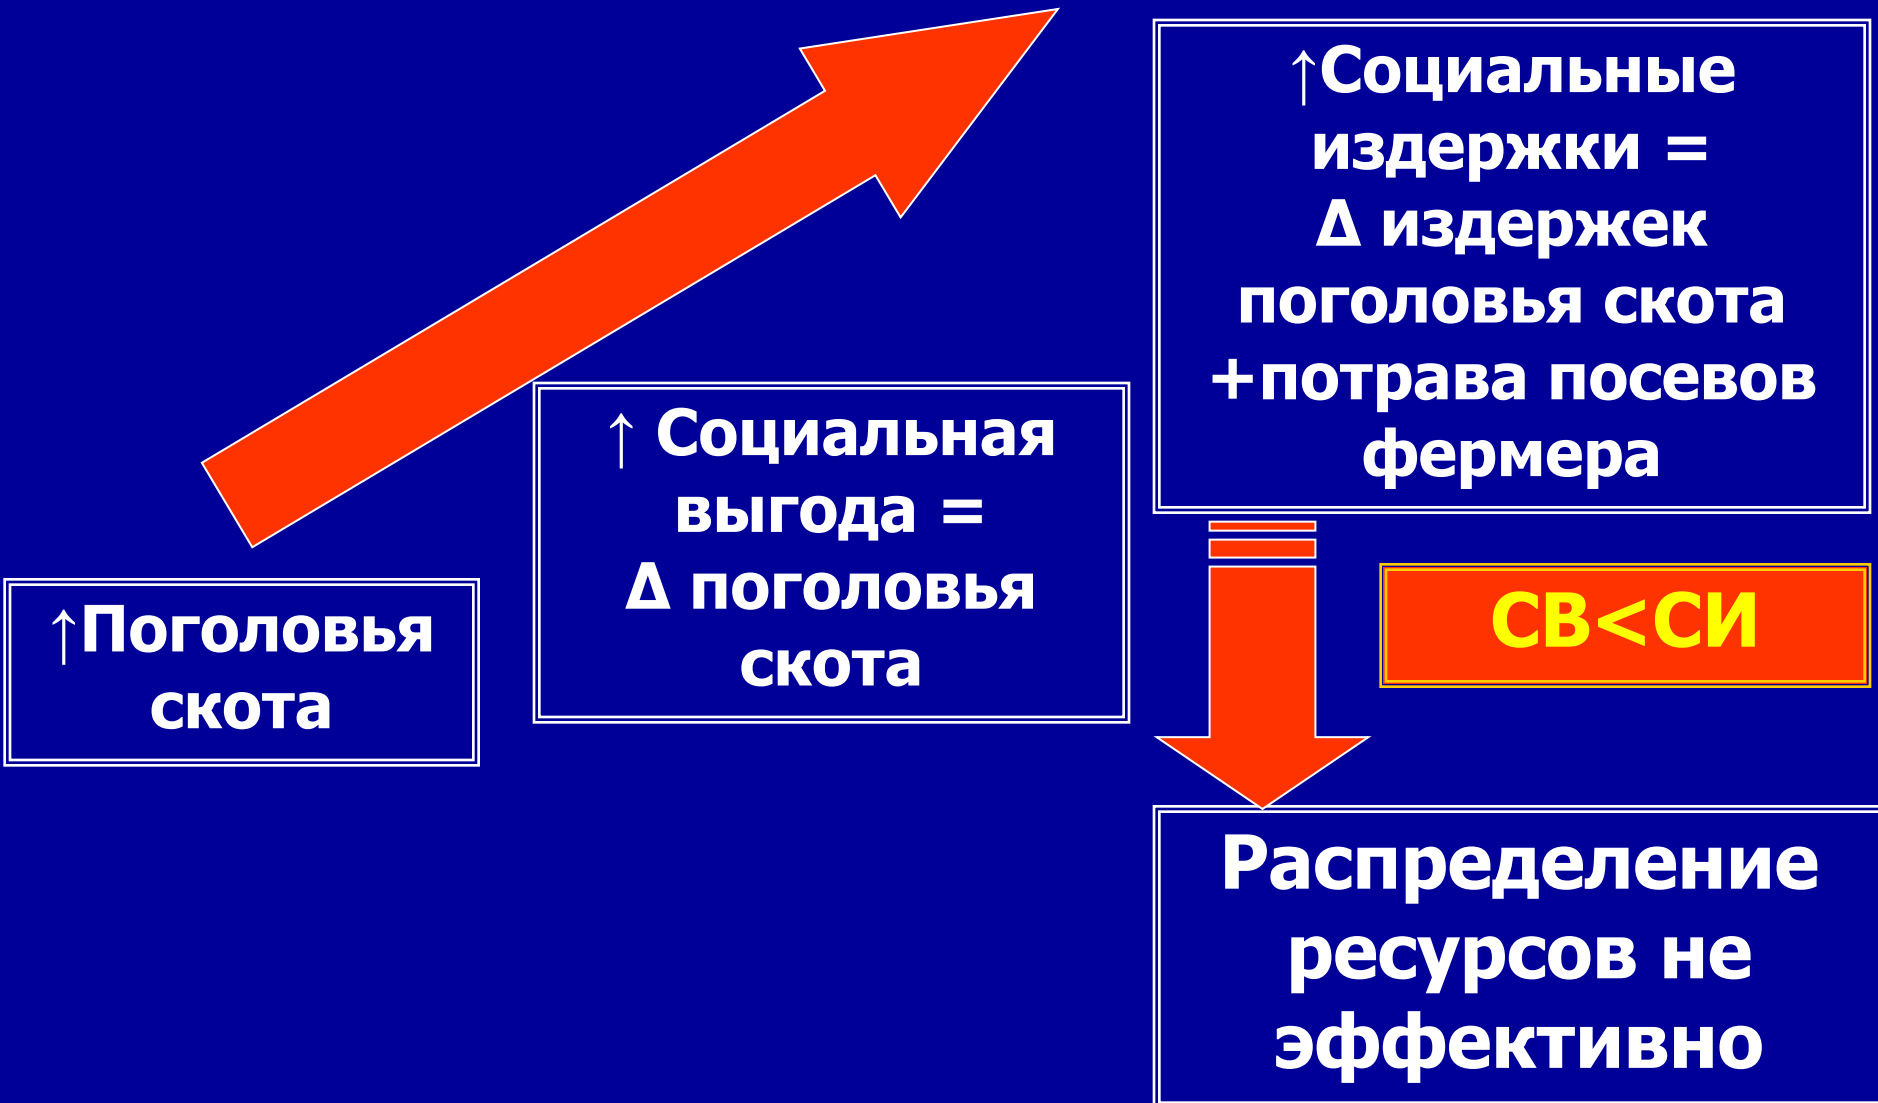 ↑Поголовья
скота
↑ Социальная
выгода =
Δ поголовья
скота
↑Социальные
издержки =
Δ издержек
поголовья скота
+потрава посевов
фермера
СВ<СИ
Распределение
ресурсов не
эффективно